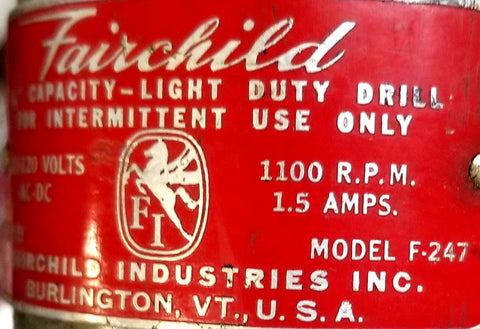 Fairchild
CAPACITY-LIGHT DUTY DRILL
FOR INTERMITTENT USE ONLY
VOLTS
AC-DC
FI
1100 R.P.M.
1.5 AMPS.
MODEL F-247
FAIRCHILD INDUSTRIES INC.
BURLINGTON, VT., U.S.A.